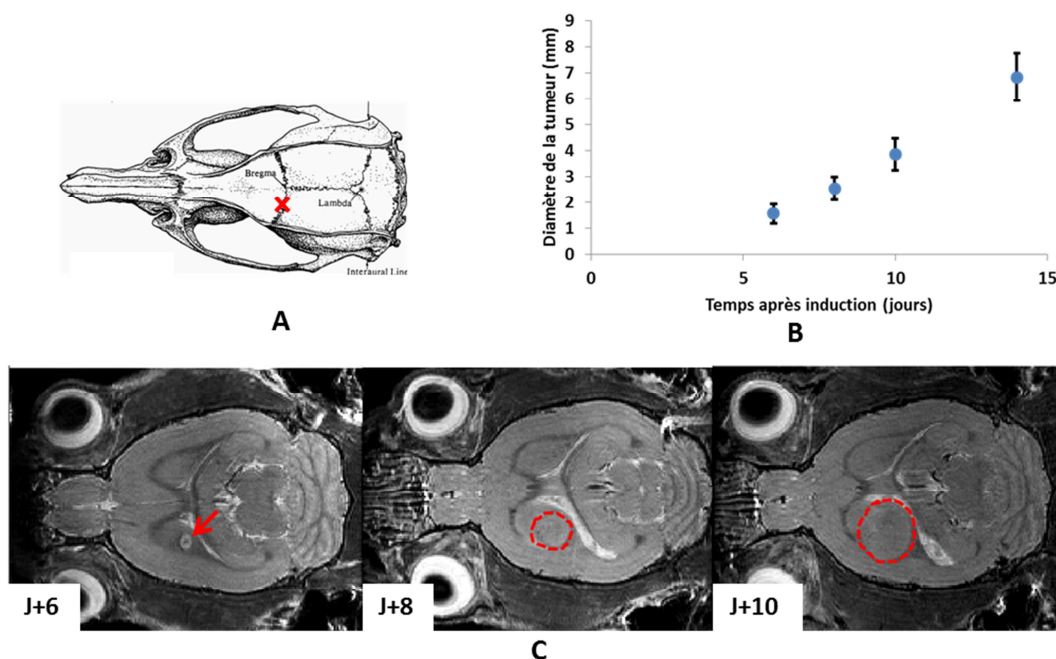 Bregma
Lambda
Interaural Line
A
Diamètre de la tumeur (mm)
9
8
7
6
5
4
3
2
1
0
0 5 10 15
Temps après induction (jours)
B
J+6
J+8
J+10
C